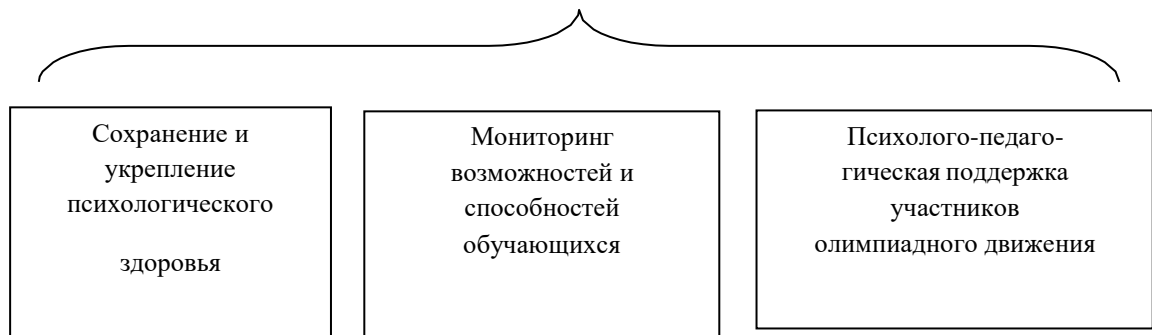 Сохранение и
укрепление
психологического
здоровья
Мониторинг
возможностей и
способностей
обучающихся
Психолого-педаго-
гическая поддержка
участников
олимпиадного движения